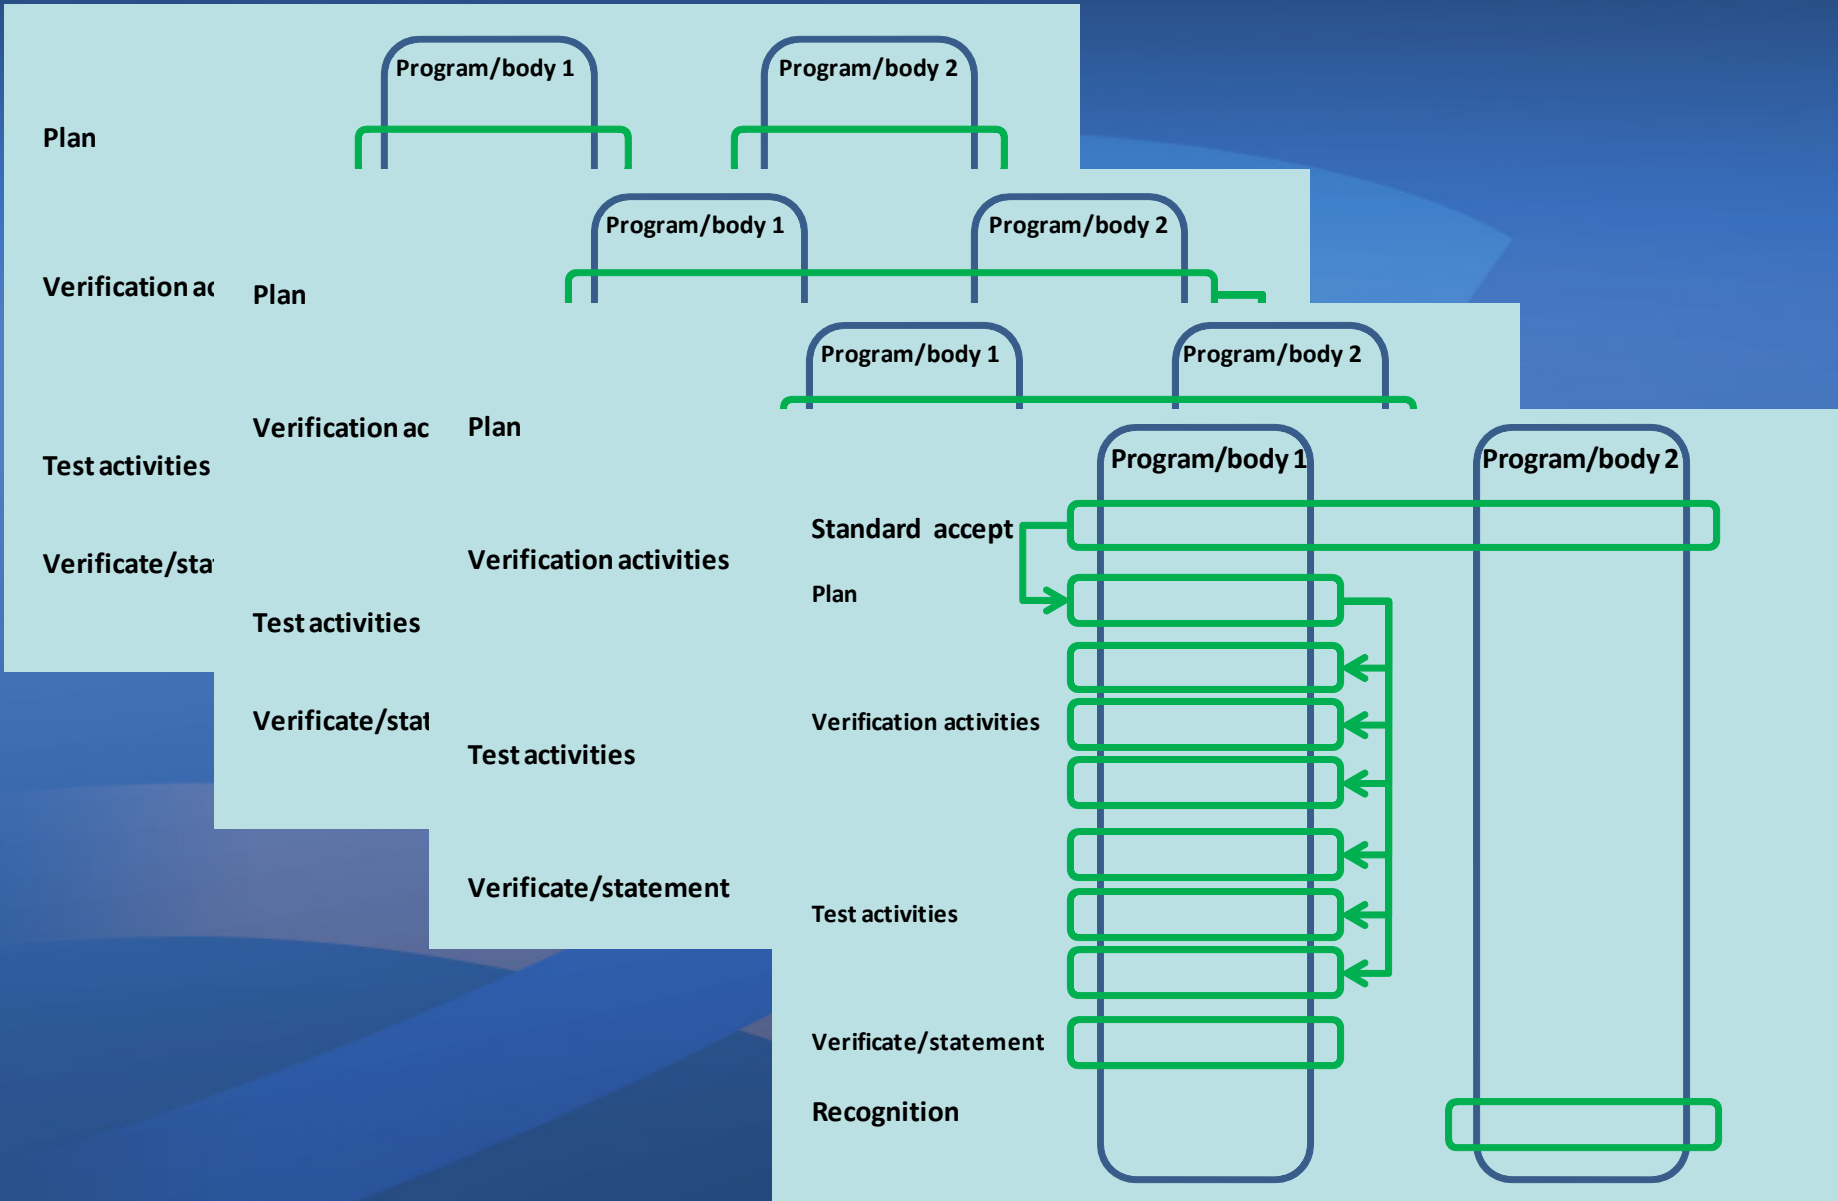 Program/body 1
Program/body 2
Plan
Verification ac
Test activities
Verificate/sta
Program/body 1
Program/body 2
Plan
Verification ac
Test activities
Verificate/stat
Program/body 1
Program/body 2
Plan
Verification activities
Test activities
Verificate/statement
Program/body 1
Program/body 2
Standard accept
Plan
Verification activities
Test activities
Verificate/statement
Recognition